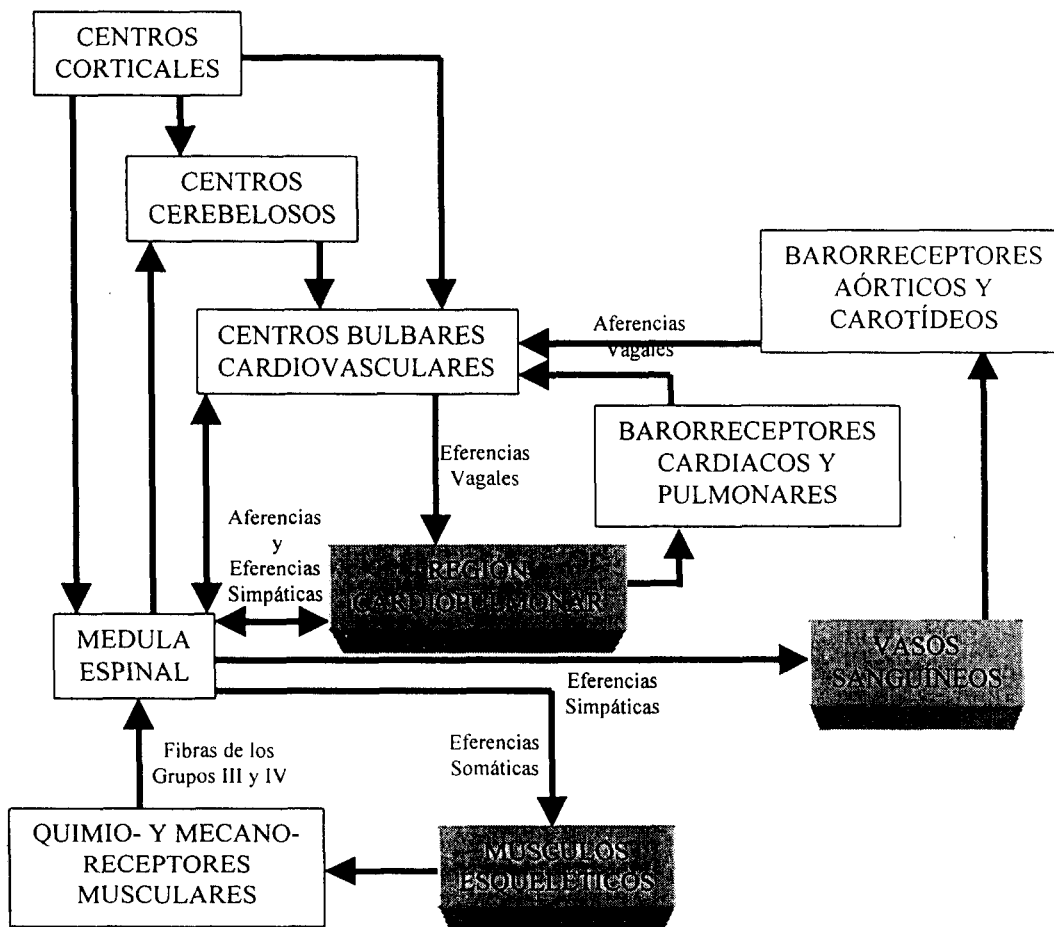 CENTROS
CORTICALES
CENTROS
CEREBELOSOS
BARORRECEPTORES
AÓRTICOS Y
CAROTÍDEOS
CENTROS BULBARES
CARDIOVASCULARES
Aferencias
Vagales
BARORRECEPTORES
CARDIACOS Y
PULMONARES
Eferencias
Vagales
Aferencias
y
Eferencias
Simpáticas
REGIÓN
CARDIOPULMONAR
MEDULA
ESPINAL
VASOS
SANGUÍNEOS
Eferencias
Simpáticas
Fibras de los
Grupos III y IV
Eferencias
Somáticas
QUIMIO- Y MECANO-
RECEPTORES
MUSCULARES
MUSCULOS
ESQUELÉTICOS